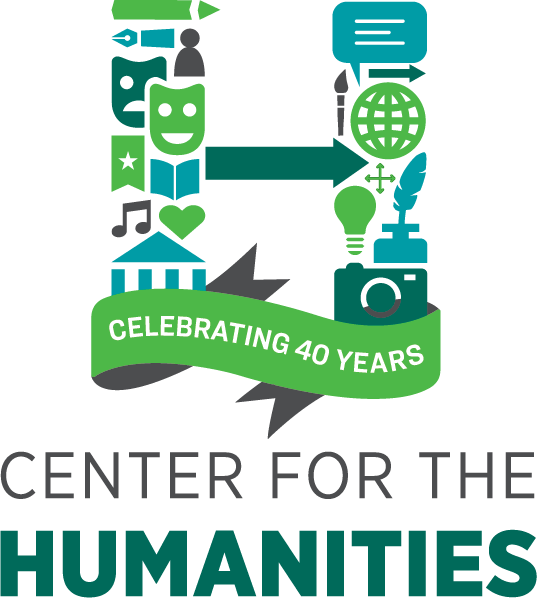 CELEBRATING 40 YEARS
CENTER FOR THE
HUMANITIES